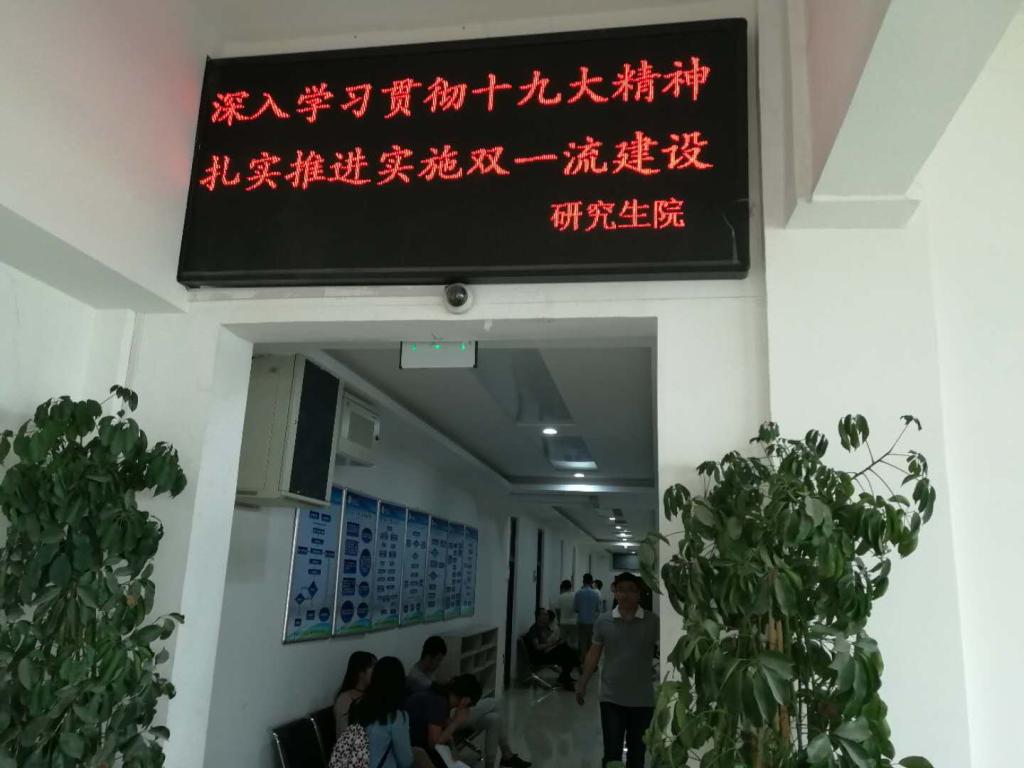 深入学习贯彻十九大精神
扎实推进实施双一流建设
研究生院